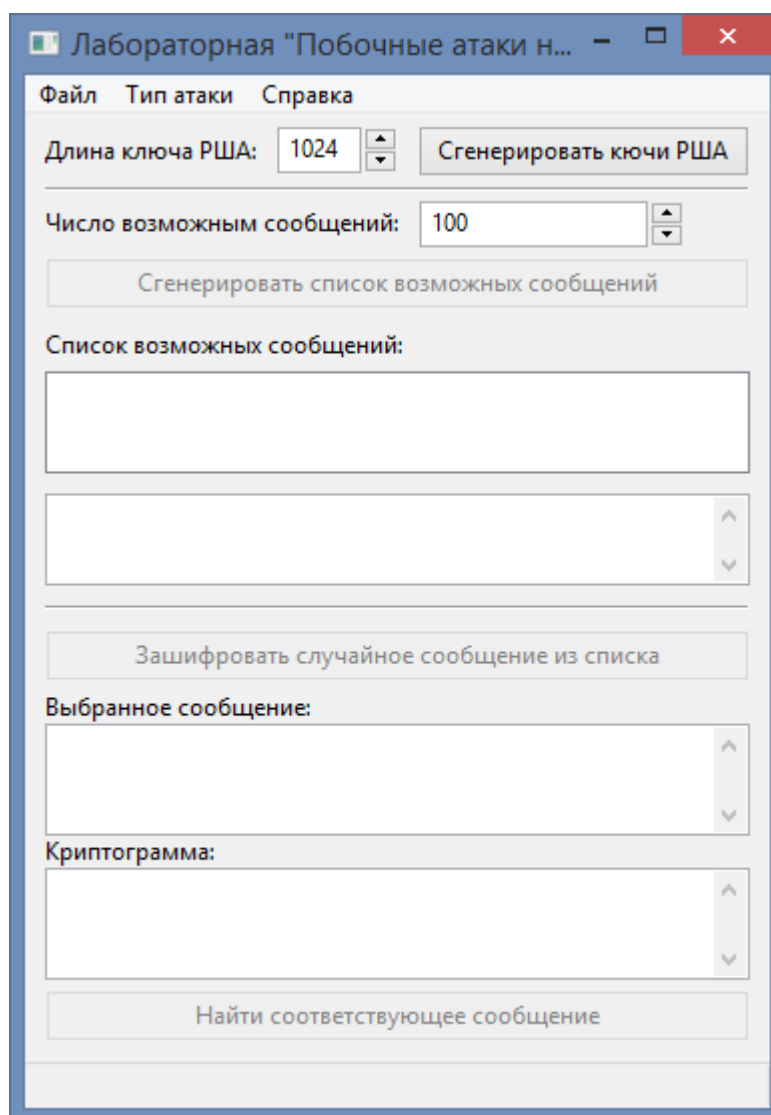 Лабораторная "Побочные атаки н...
Файл Тип атаки Справка
Длина ключа РША: 1024 Сгенерировать кючи РША
Число возможным сообщений: 100
Сгенерировать список возможных сообщений
Список возможных сообщений:
Зашифровать случайное сообщение из списка
Выбранное сообщение:
Криптограмма:
Найти соответствующее сообщение